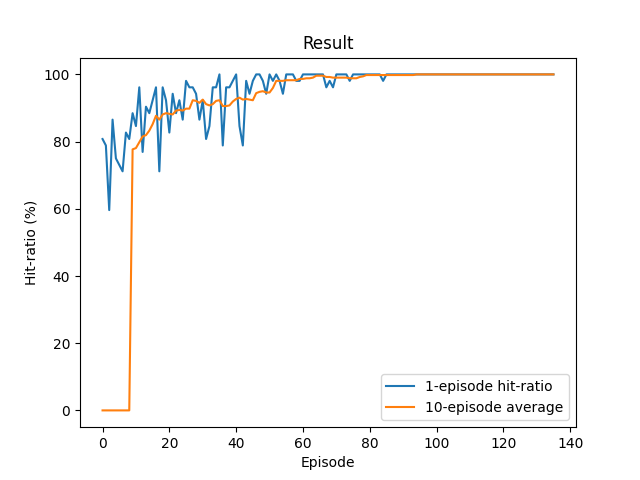 Result
Hit-ratio (%)
100
80
60
40
20
0
0 20 40 60 80 100 120 140
Episode
1-episode hit-ratio
10-episode average